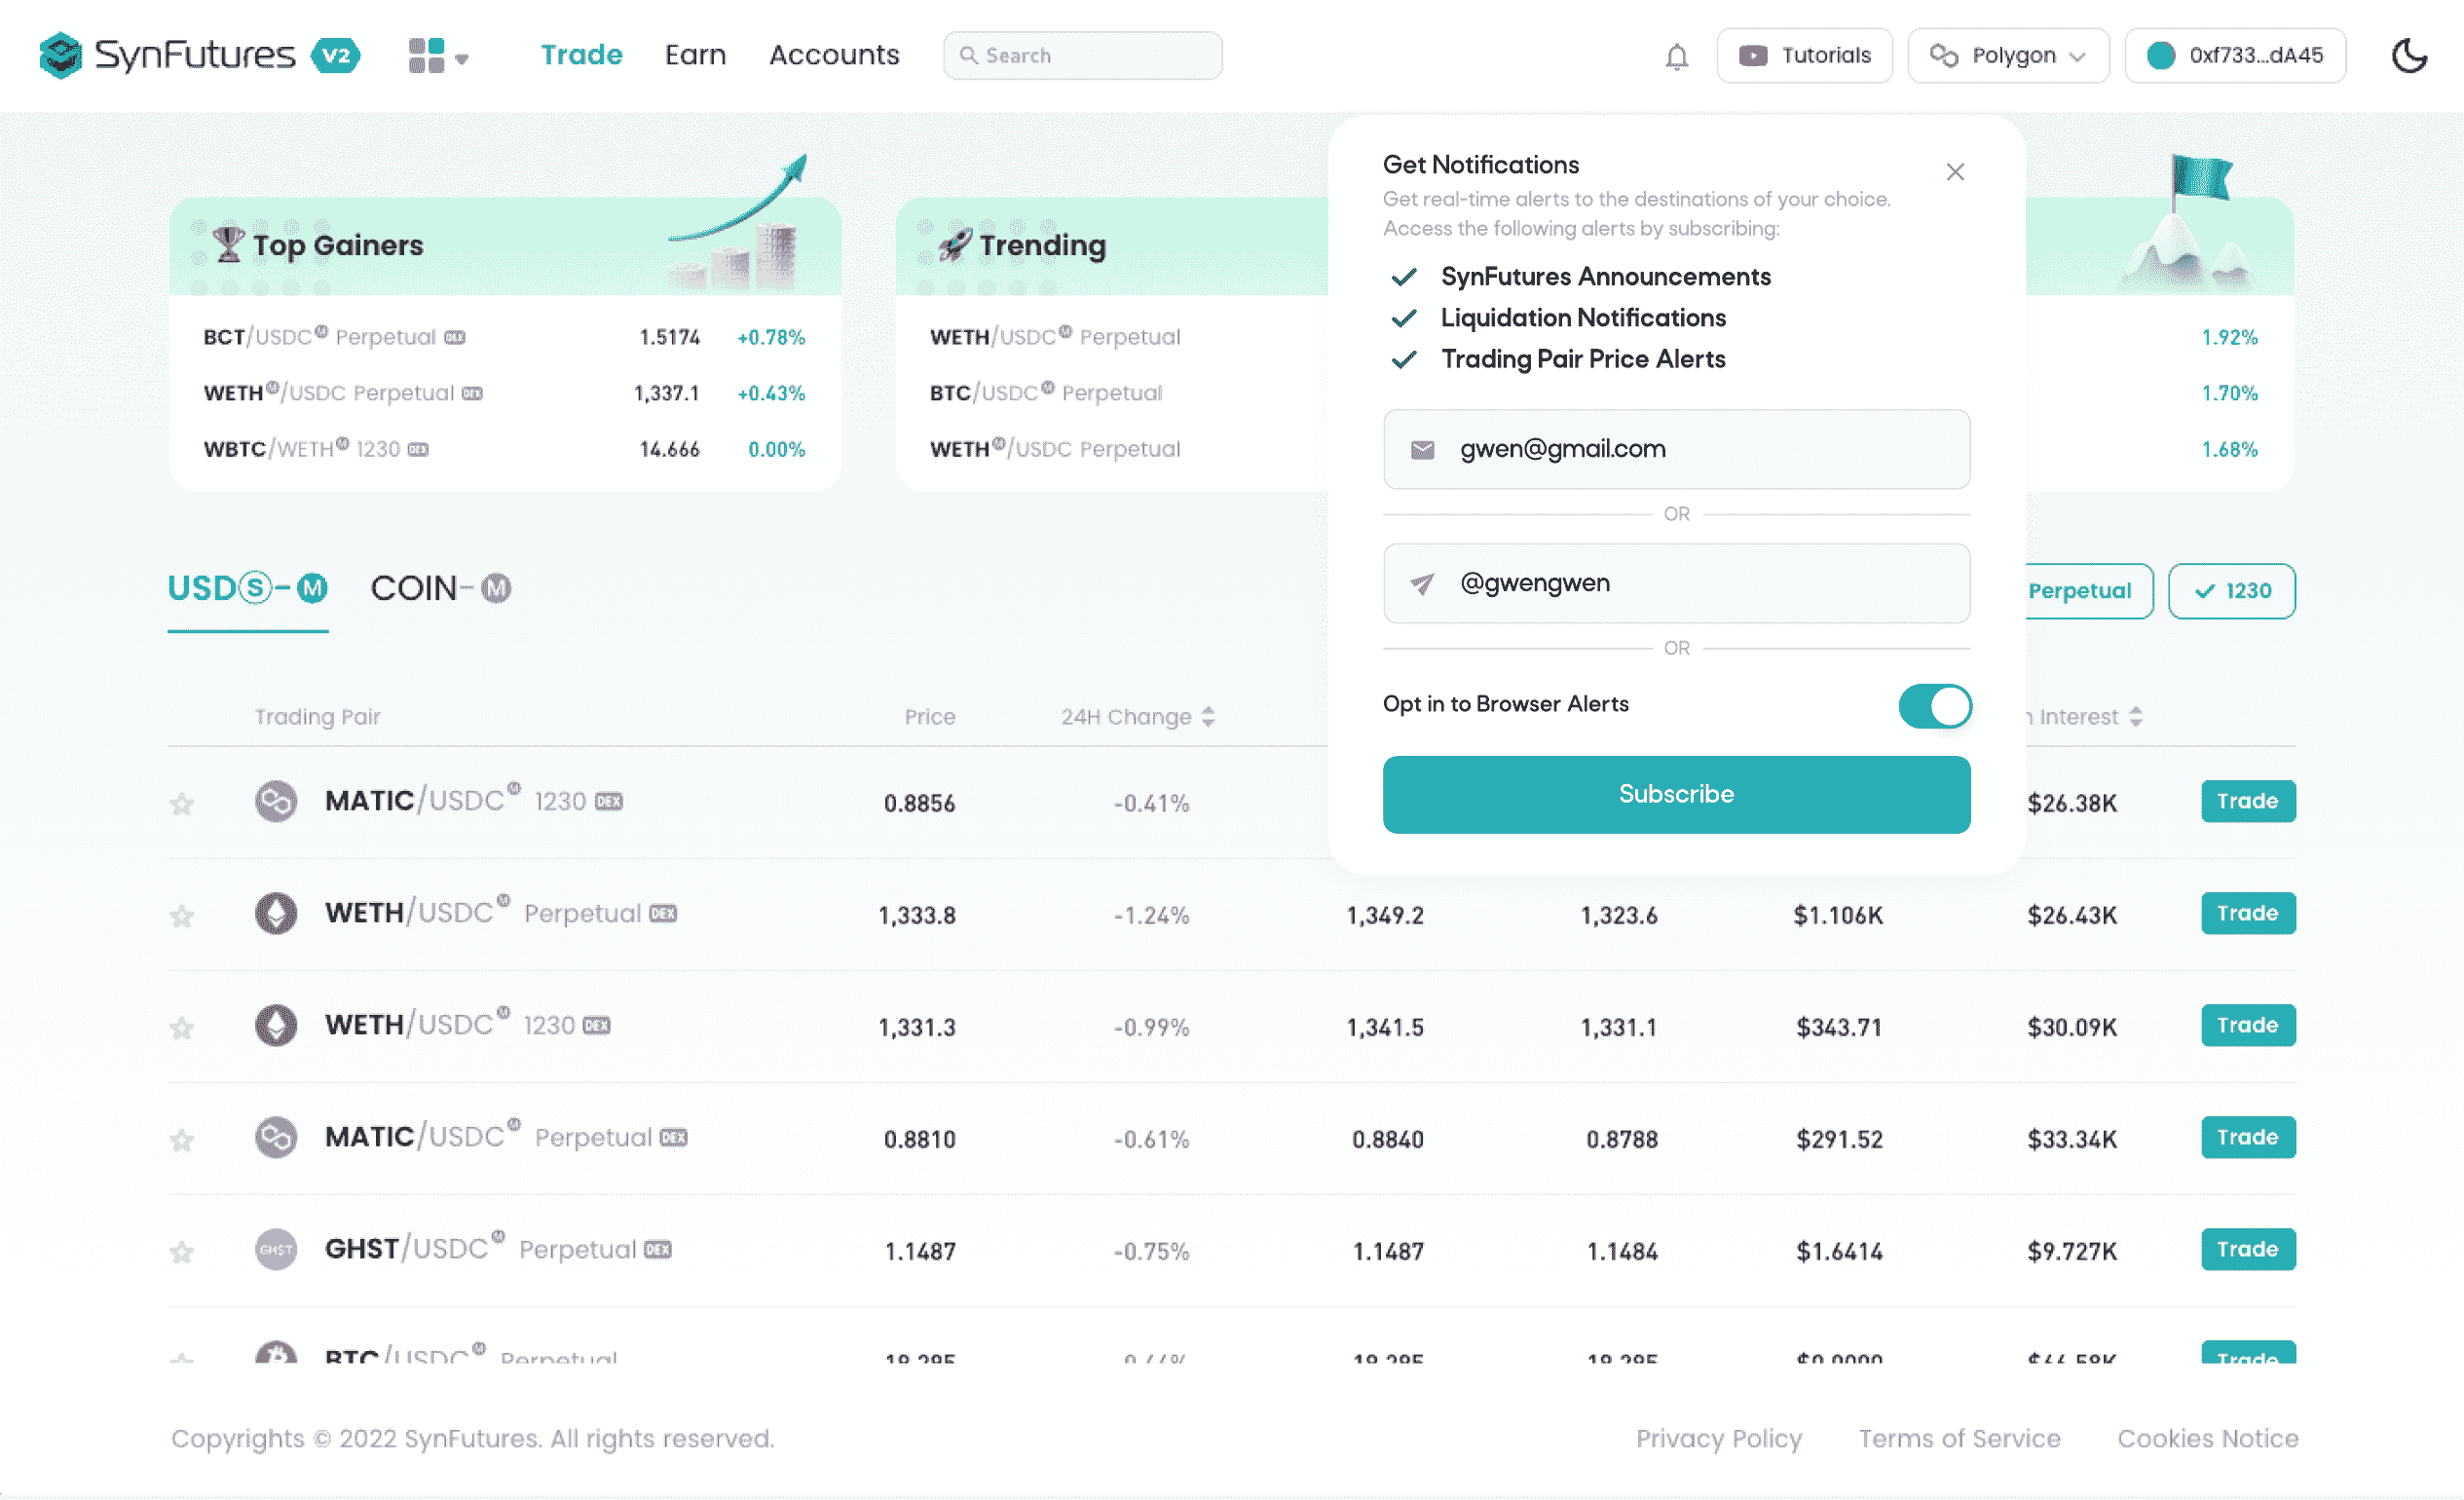 SynFutures V2 Trade Earn Accounts Search Tutorials Polygon 0xf733...dA45
Top Gainers
BCT/USDC M Perpetual DEX 1.5174 +0.78%
WETH M/USDC Perpetual DEX 1,337.1 +0.43%
WBTC/WETH M 1230 DEX 14.666 0.00%
Trending
WETH/USDC M Perpetual
BTC/USDC M Perpetual
WETH M/USDC Perpetual
1.92%
1.70%
1.68%
Get Notifications
Get real-time alerts to the destinations of your choice.
Access the following alerts by subscribing:
SynFutures Announcements
Liquidation Notifications
Trading Pair Price Alerts
gwen@gmail.com
OR
@gwengwen
OR
Opt in to Browser Alerts
Subscribe
USDⓈ-M COIN-M Perpetual 1230
Trading Pair Price 24H Change Interest
MATIC/USDC M 1230 DEX 0.8856 -0.41% $26.38K Trade
WETH/USDC M Perpetual DEX 1,333.8 -1.24% 1,349.2 1,323.6 $1.106K $26.43K Trade
WETH/USDC M 1230 DEX 1,331.3 -0.99% 1,341.5 1,331.1 $343.71 $30.09K Trade
MATIC/USDC M Perpetual DEX 0.8810 -0.61% 0.8840 0.8788 $291.52 $33.34K Trade
GHST GHST/USDC M Perpetual DEX 1.1487 -0.75% 1.1487 1.1484 $1.6414 $9.727K Trade
BTC/USDC M Perpetual Trade
Copyrights © 2022 SynFutures. All rights reserved. Privacy Policy Terms of Service Cookies Notice